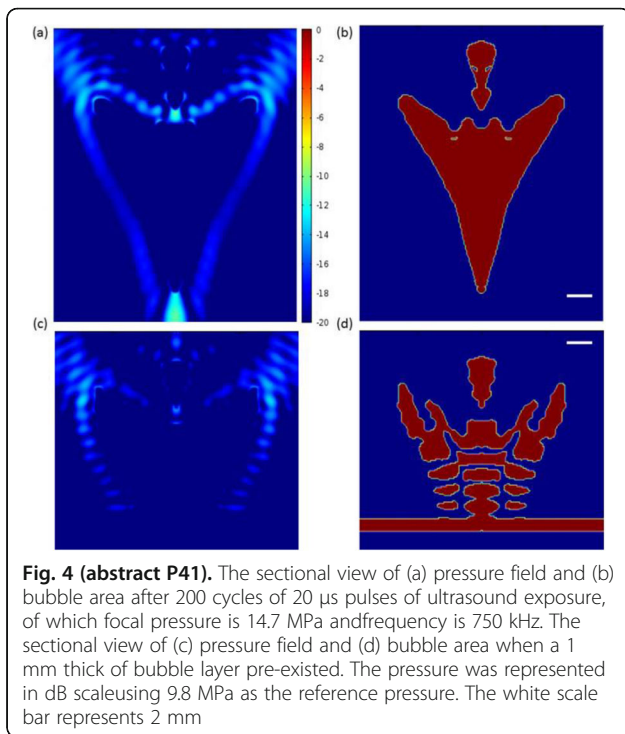 (a)
(b)
0
-2
-4
-6
-8
-10
-12
-14
-16
-18
-20
(c)
(d)
Fig. 4 (abstract P41). The sectional view of (a) pressure field and (b)
bubble area after 200 cycles of 20 μs pulses of ultrasound exposure,
of which focal pressure is 14.7 MPa andfrequency is 750 kHz. The
sectional view of (c) pressure field and (d) bubble area when a 1
mm thick of bubble layer pre-existed. The pressure was represented
in dB scaleusing 9.8 MPa as the reference pressure. The white scale
bar represents 2 mm